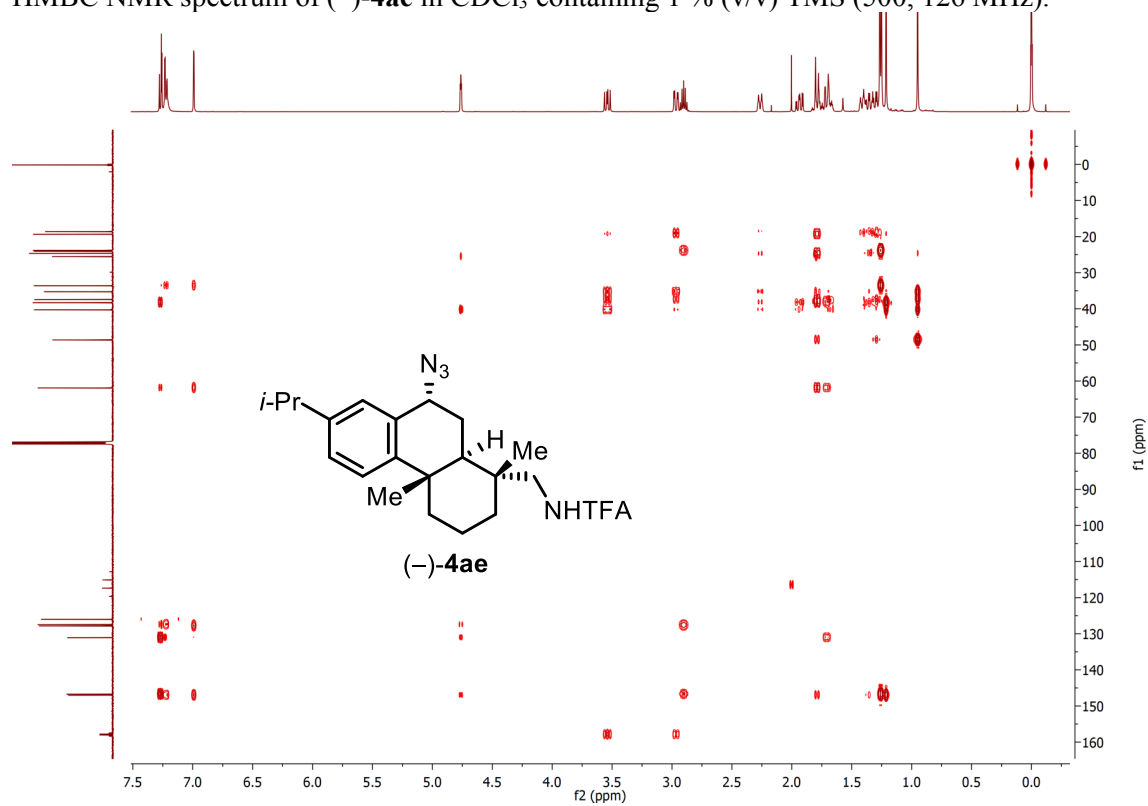 HMBC NMR spectrum of (−)-4ae in CDCl₃ containing 1 % (v/v) TMS (500, 126 MHz).
0
10
20
30
40
50
60
70
80
90
100
110
120
130
140
150
160
f1 (ppm)
N₃
i-Pr
H
Me
Me
NHTFA
(−)-4ae
7.5 7.0 6.5 6.0 5.5 5.0 4.5 4.0 3.5 3.0 2.5 2.0 1.5 1.0 0.5 0.0
f2 (ppm)